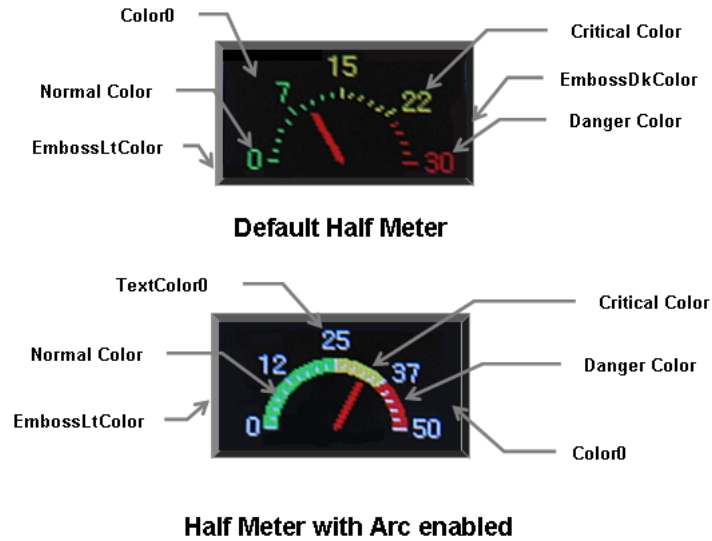 Color0
Critical Color
15
EmbossDkColor
Normal Color
7
22
Danger Color
EmbossLtColor
0
30
Default Half Meter
TextColor0
Critical Color
25
Normal Color
12
37
Danger Color
EmbossLtColor
0
50
Color0
Half Meter with Arc enabled